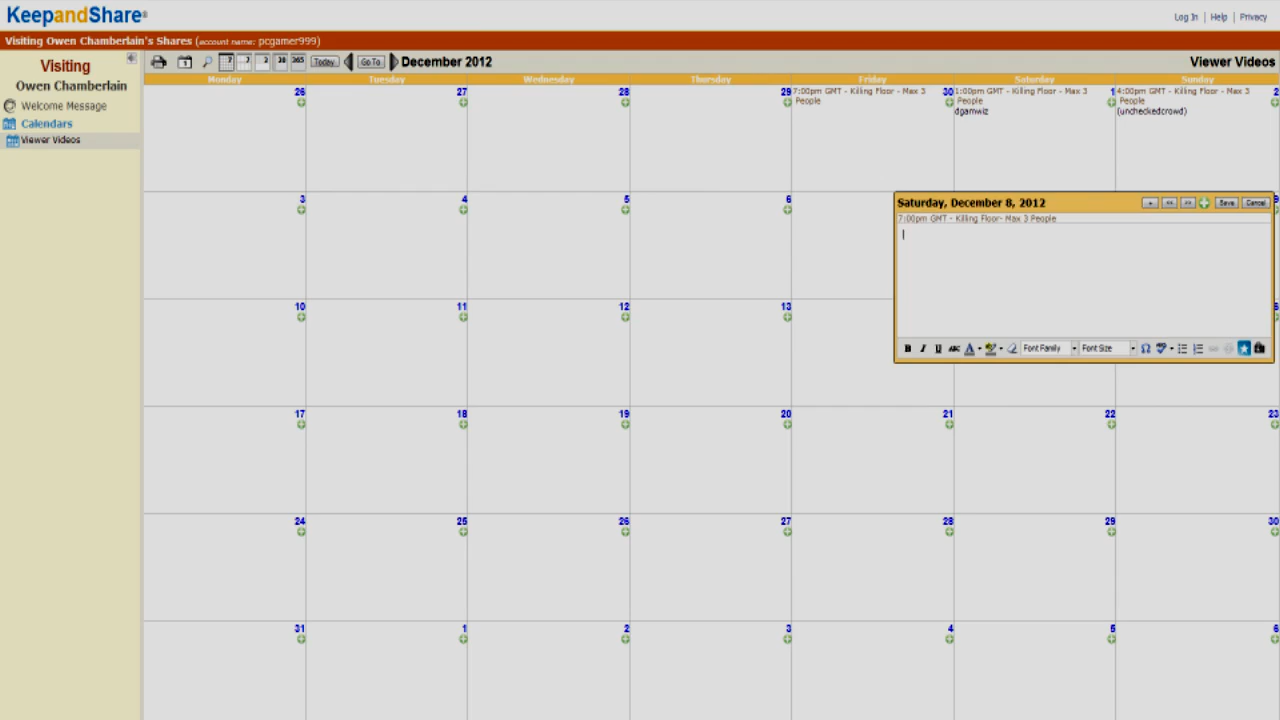 KeepandShare®
Log In | Help | Privacy
Visiting Owen Chamberlain's Shares (account name: pcgamer999)
Visiting
Owen Chamberlain
Welcome Message
Calendars
Viewer Videos
Today
Go To
December 2012
Viewer Videos
Monday Tuesday Wednesday Thursday Friday Saturday Sunday
26 27 28 29 30 1 2
7:00pm GMT - Killing Floor - Max 3
People
1:00pm GMT - Killing Floor - Max 3
People
dgamwiz
4:00pm GMT - Killing Floor - Max 3
People
(uncheckedcrowd)
3 4 5 6 9
Saturday, December 8, 2012
+ << >> Save Cancel
7:00pm GMT - Killing Floor- Max 3 People
B I U ABC A Font Family Font Size Ω
10 11 12 13
17 18 19 20 21 22 23
24 25 26 27 28 29 30
31 1 2 3 4 5 6